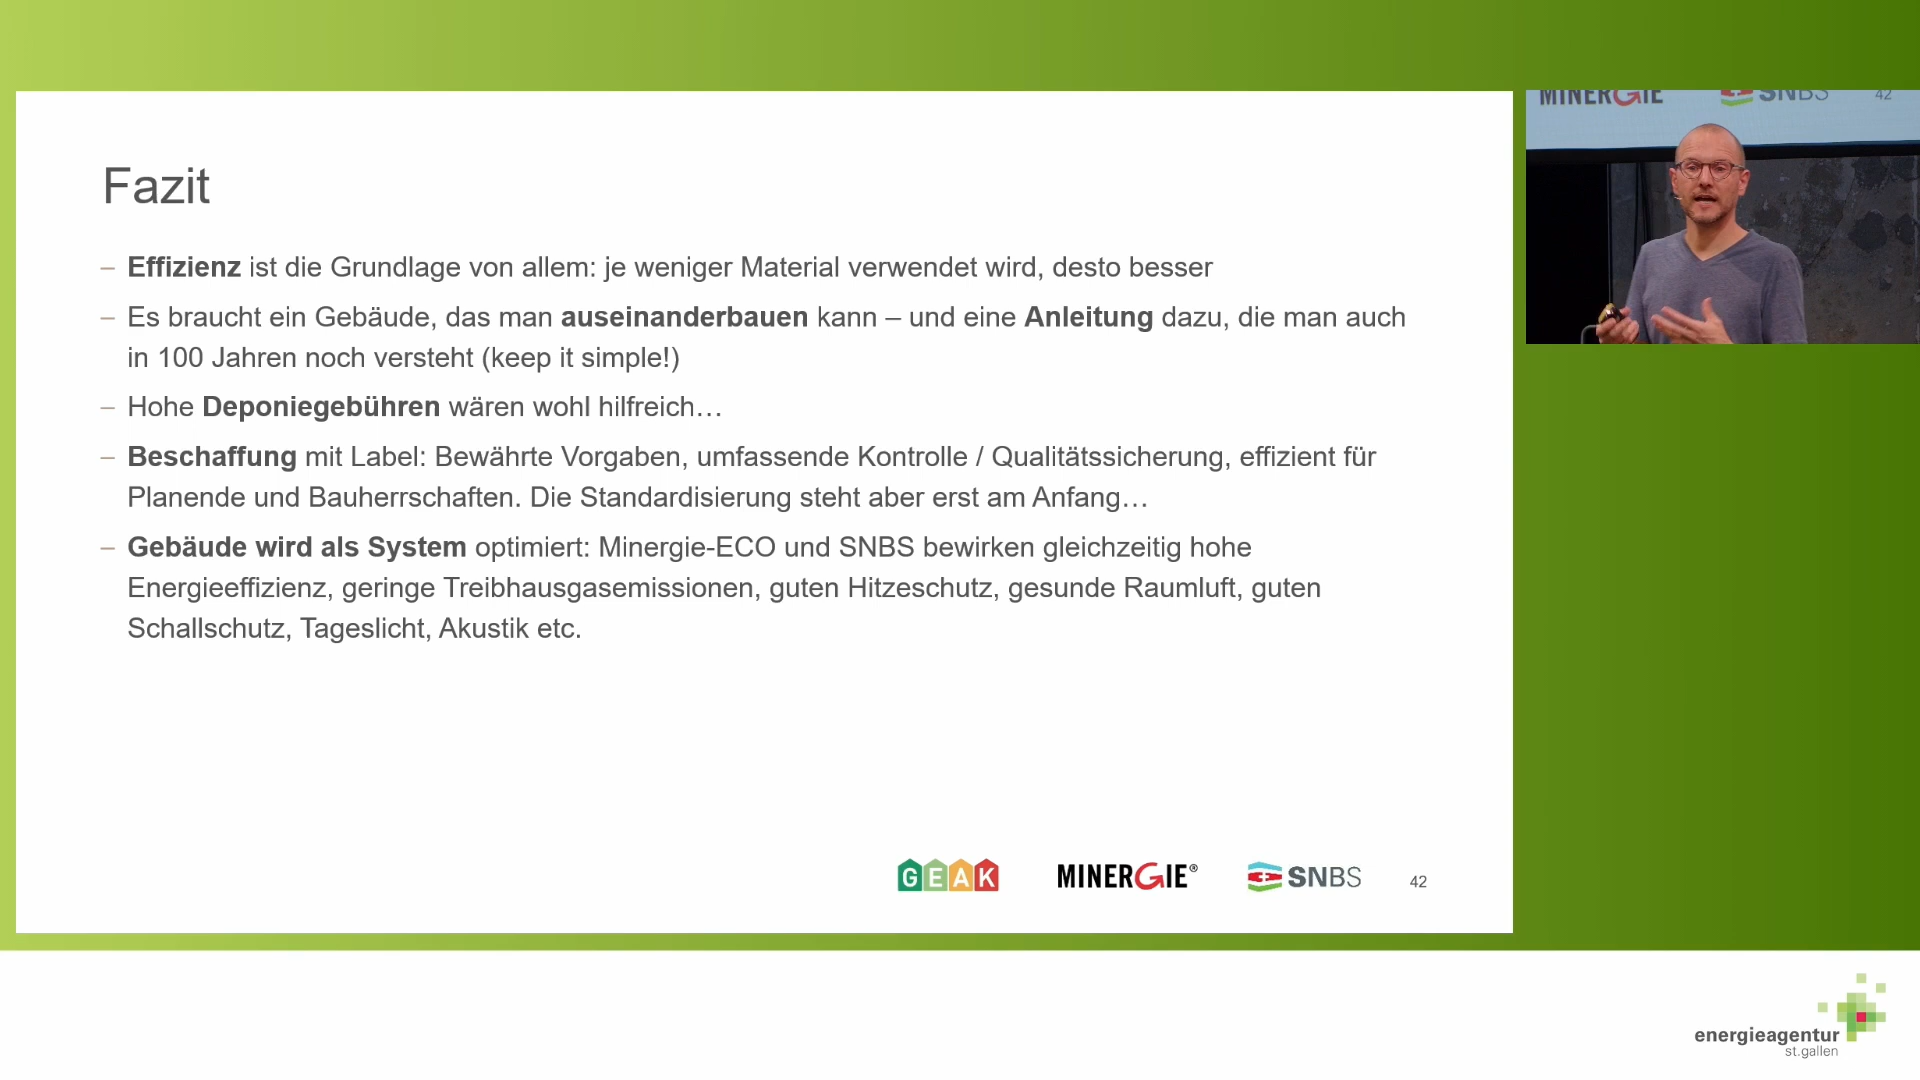 MINERGIE SNBS 42
Fazit
– Effizienz ist die Grundlage von allem: je weniger Material verwendet wird, desto besser
– Es braucht ein Gebäude, das man auseinanderbauen kann – und eine Anleitung dazu, die man auch
in 100 Jahren noch versteht (keep it simple!)
– Hohe Deponiegebühren wären wohl hilfreich…
– Beschaffung mit Label: Bewährte Vorgaben, umfassende Kontrolle / Qualitätssicherung, effizient für
Planende und Bauherrschaften. Die Standardisierung steht aber erst am Anfang…
– Gebäude wird als System optimiert: Minergie-ECO und SNBS bewirken gleichzeitig hohe
Energieeffizienz, geringe Treibhausgasemissionen, guten Hitzeschutz, gesunde Raumluft, guten
Schallschutz, Tageslicht, Akustik etc.
GEAK MINERGIE® SNBS 42
energieagentur
st.gallen